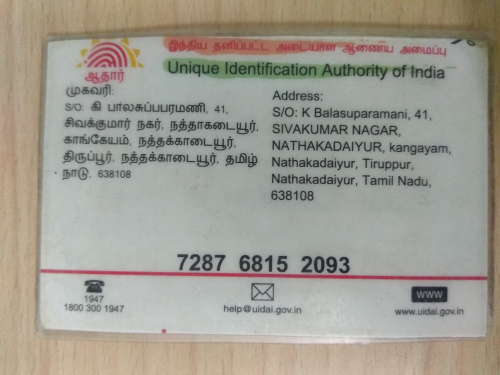 இந்திய தனிப்பட்ட அடையாள ஆணைய அமைப்பு
Unique Identification Authority of India
ஆதார்
முகவரி:
S/O: கி பாலசுப்பபரமணி, 41,
சிவக்குமார் நகர், நத்தாகடையூர்,
காங்கேயம், நத்தக்காடையூர்,
திருப்பூர், நத்தக்காடையூர், தமிழ்
நாடு, 638108
Address:
S/O: K Balasuparamani, 41,
SIVAKUMAR NAGAR,
NATHAKADAIYUR, kangayam,
Nathakadaiyur, Tiruppur,
Nathakadaiyur, Tamil Nadu,
638108
7287 6815 2093
1947
1800 300 1947
help@uidai.gov.in
www
www.uidai.gov.in